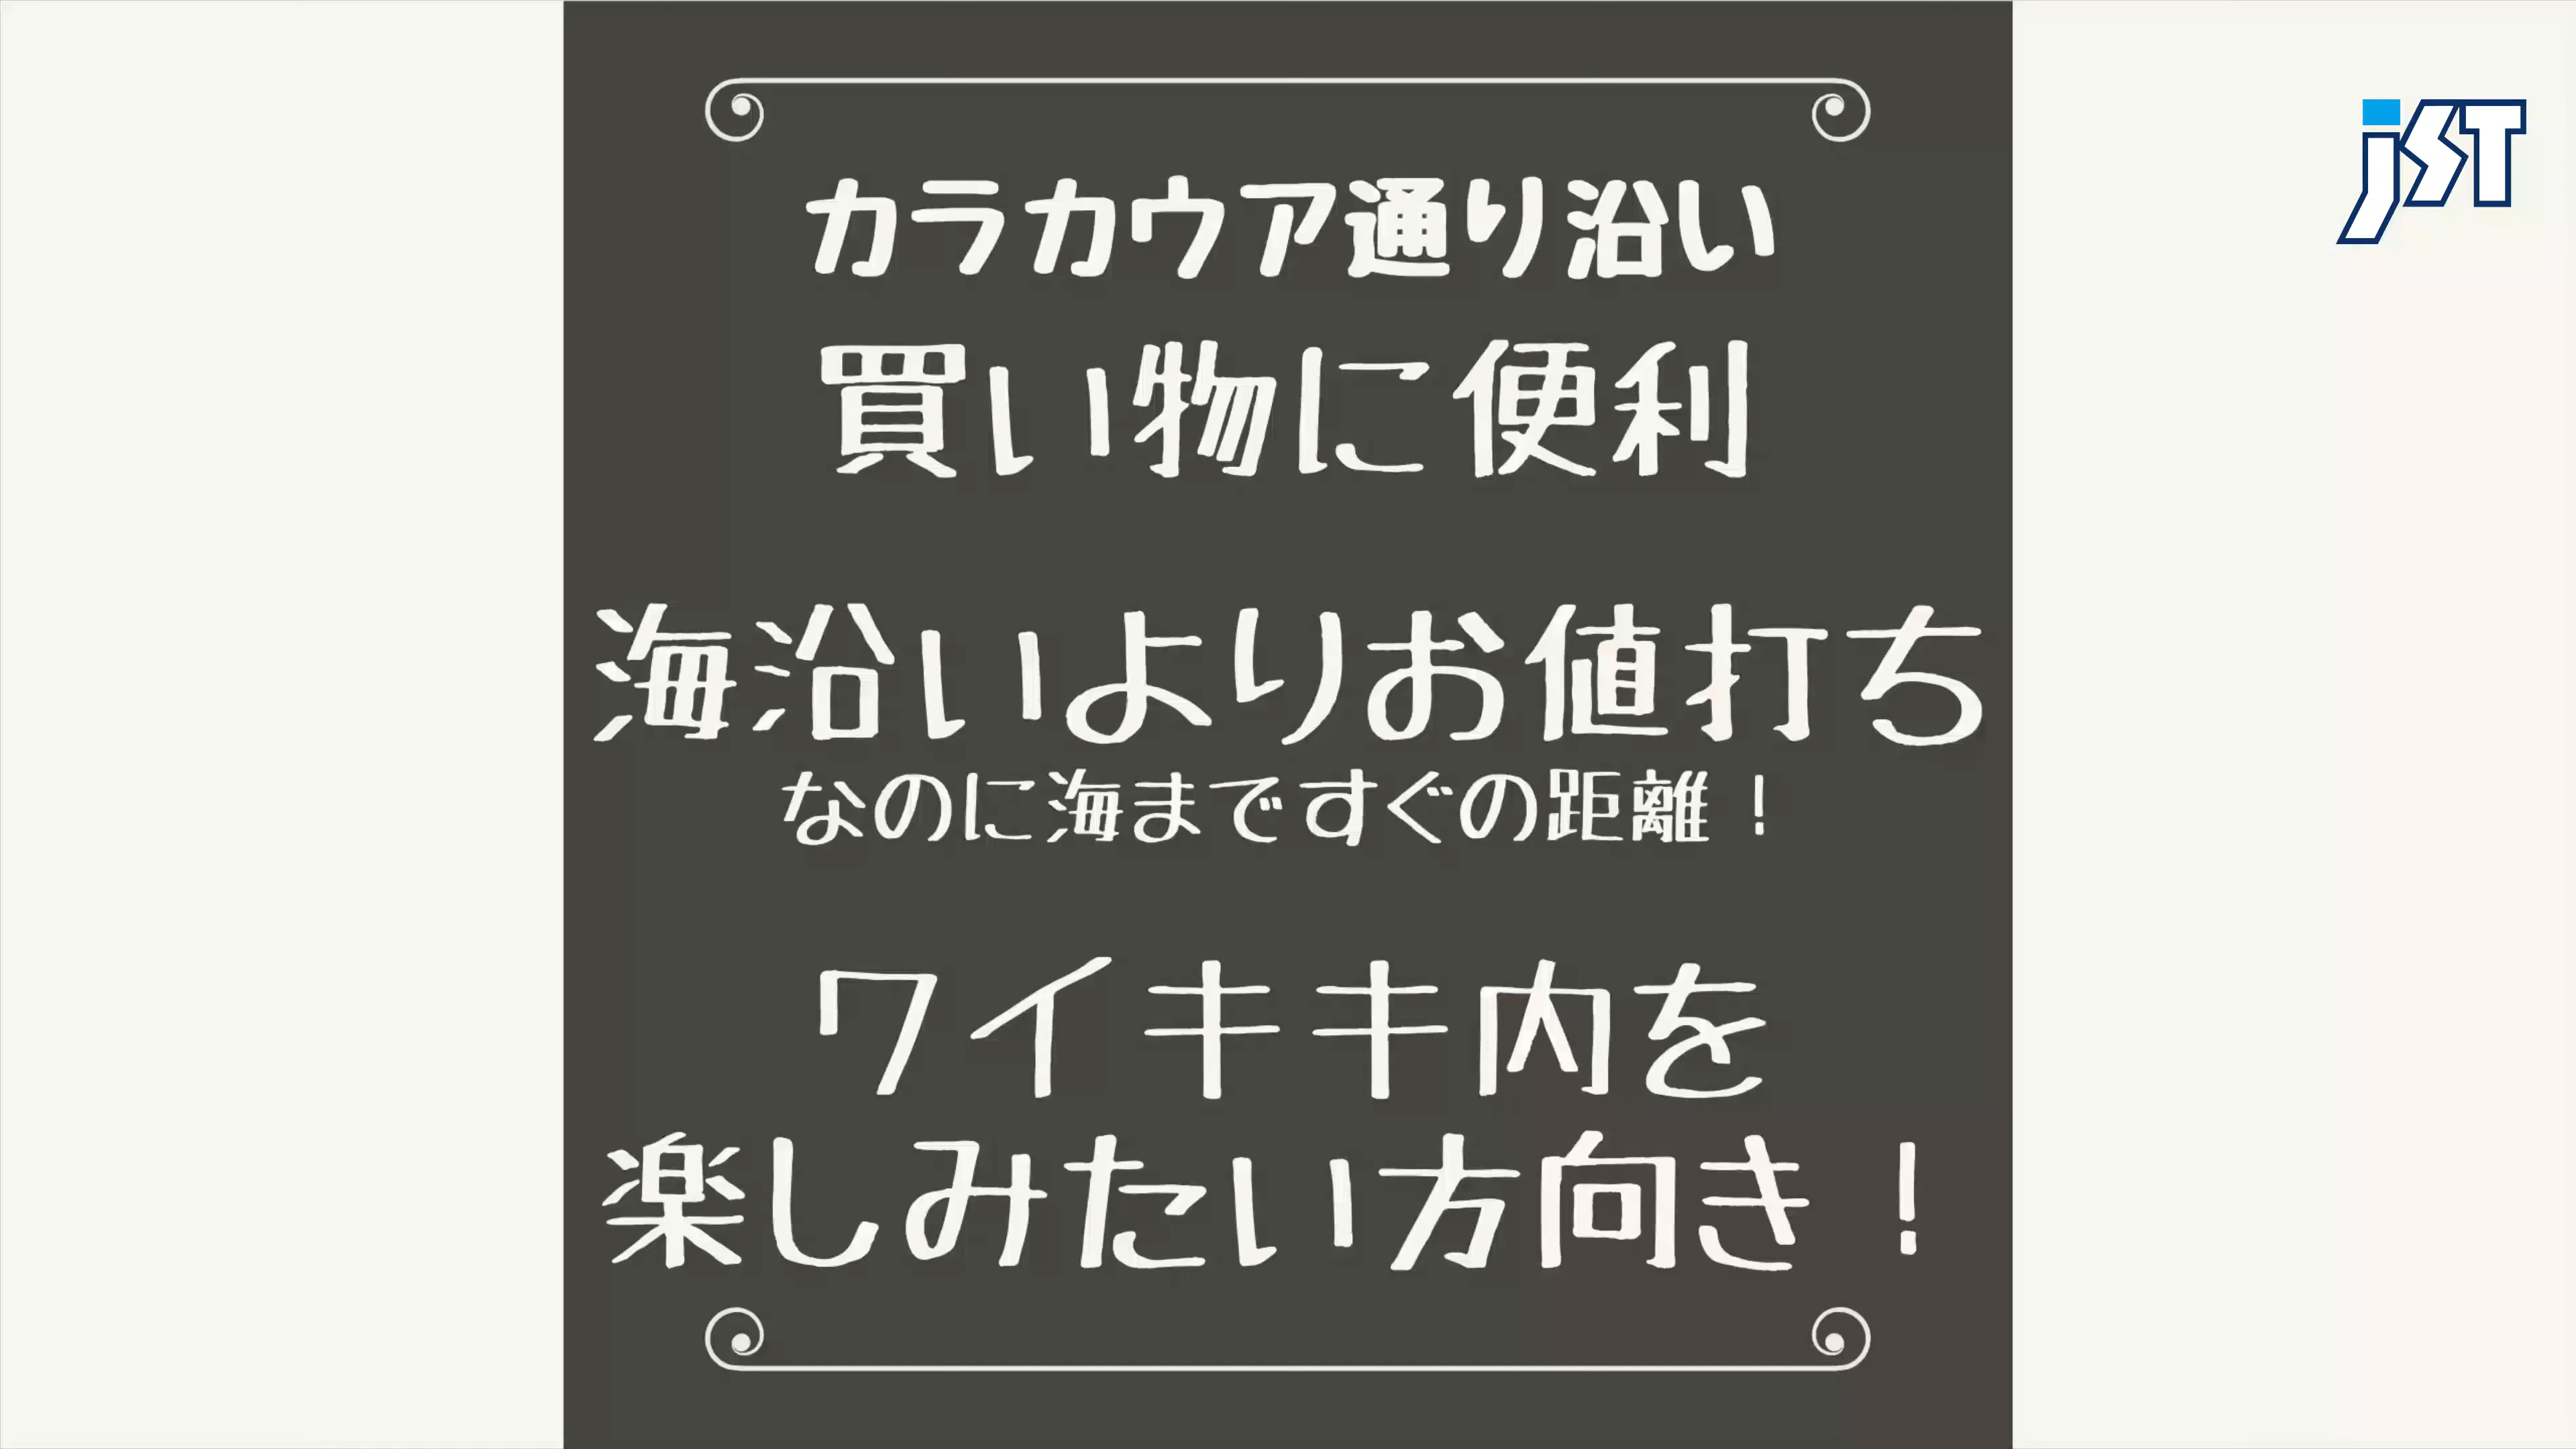 jST
カラカウア通り沿い
買い物に便利
海沿いよりお値打ち
なのに海まですぐの距離！
ワイキキ内を
楽しみたい方向き！